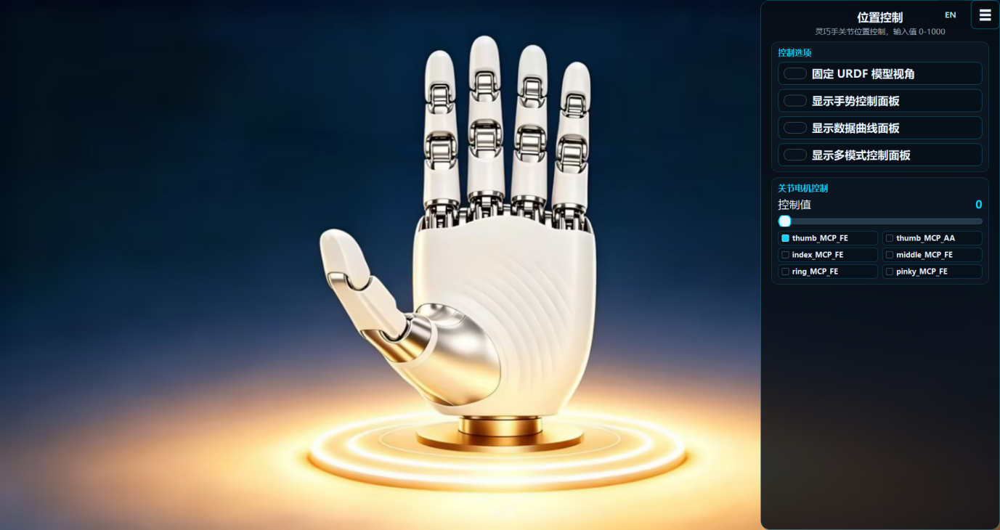 位置控制
EN
灵巧手关节位置控制, 输入值 0-1000
控制选项
固定 URDF 模型视角
显示手势控制面板
显示数据曲线面板
显示多模式控制面板
关节电机控制
控制值 0
thumb_MCP_FE thumb_MCP_AA
index_MCP_FE middle_MCP_FE
ring_MCP_FE pinky_MCP_FE